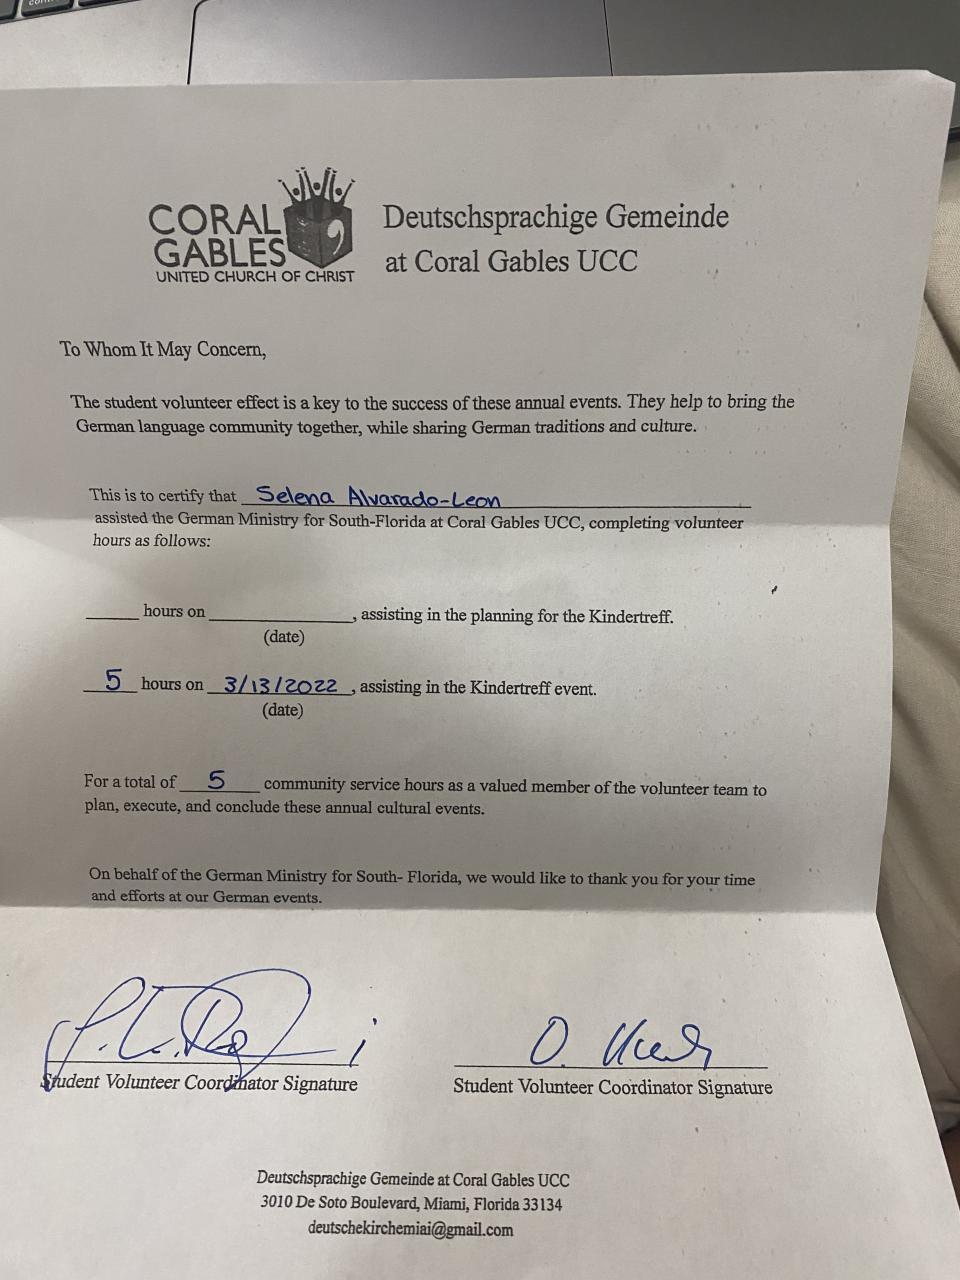 CORAL
GABLES
UNITED CHURCH OF CHRIST
Deutschsprachige Gemeinde
at Coral Gables UCC
To Whom It May Concern,
The student volunteer effect is a key to the success of these annual events. They help to bring the
German language community together, while sharing German traditions and culture.
This is to certify that Selena Alvarado-Leon
assisted the German Ministry for South-Florida at Coral Gables UCC, completing volunteer
hours as follows:
____ hours on ____________, assisting in the planning for the Kindertreff.
(date)
5 hours on 3/13/2022, assisting in the Kindertreff event.
(date)
For a total of 5 community service hours as a valued member of the volunteer team to
plan, execute, and conclude these annual cultural events.
On behalf of the German Ministry for South- Florida, we would like to thank you for your time
and efforts at our German events.
O.
Student Volunteer Coordinator Signature
Student Volunteer Coordinator Signature
Deutschsprachige Gemeinde at Coral Gables UCC
3010 De Soto Boulevard, Miami, Florida 33134
deutschekirchemiai@gmail.com